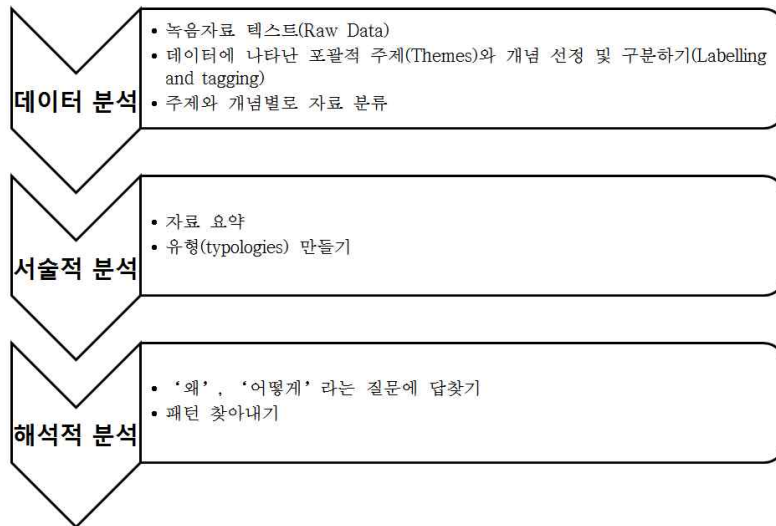 데이터 분석
• 녹음자료 텍스트(Raw Data)
• 데이터에 나타난 포괄적 주제(Themes)와 개념 선정 및 구분하기(Labelling
and tagging)
• 주제와 개념별로 자료 분류
서술적 분석
• 자료 요약
• 유형(typologies) 만들기
해석적 분석
• ‘왜’, ‘어떻게’라는 질문에 답찾기
• 패턴 찾아내기